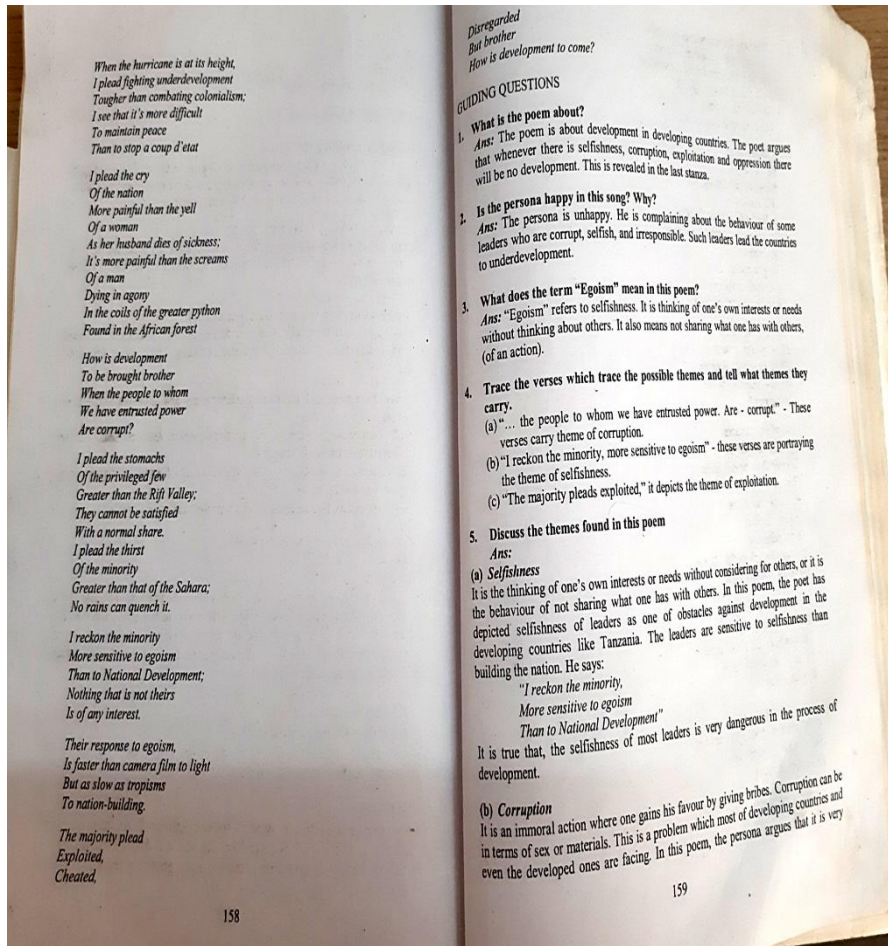 When the hurricane is at its height,
I plead fighting underdevelopment
Tougher than combating colonialism;
I see that it's more difficult
To maintain peace
Than to stop a coup d'etat
I plead the cry
Of the nation
More painful than the yell
Of a woman
As her husband dies of sickness;
It's more painful than the screams
Of a man
Dying in agony
In the coils of the greater python
Found in the African forest
How is development
To be brought brother
When the people to whom
We have entrusted power
Are corrupt?
I plead the stomachs
Of the privileged few
Greater than the Rift Valley;
They cannot be satisfied
With a normal share.
I plead the thirst
Of the minority
Greater than that of the Sahara;
No rains can quench it.
I reckon the minority
More sensitive to egoism
Than to National Development;
Nothing that is not theirs
Is of any interest.
Their response to egoism,
Is faster than camera film to light
But as slow as tropisms
To nation-building.
The majority plead
Exploited,
Cheated,
158
Disregarded
But brother
How is development to come?
GUIDING QUESTIONS
1. What is the poem about?
Ans: The poem is about development in developing countries. The poet argues
that whenever there is selfishness, corruption, exploitation and oppression there
will be no development. This is revealed in the last stanza.
2. Is the persona happy in this song? Why?
Ans: The persona is unhappy. He is complaining about the behaviour of some
leaders who are corrupt, selfish, and irresponsible. Such leaders lead the countries
to underdevelopment.
3. What does the term "Egoism" mean in this poem?
Ans: "Egoism" refers to selfishness. It is thinking of one's own interests or needs
without thinking about others. It also means not sharing what one has with others,
(of an action).
4. Trace the verses which trace the possible themes and tell what themes they
carry.
(a) "... the people to whom we have entrusted power. Are - corrupt." - These
verses carry theme of corruption.
(b) "I reckon the minority, more sensitive to egoism" - these verses are portraying
the theme of selfishness.
(c) "The majority pleads exploited," it depicts the theme of exploitation.
5. Discuss the themes found in this poem
Ans:
(a) Selfishness
It is the thinking of one's own interests or needs without considering for others, or it is
the behaviour of not sharing what one has with others. In this poem, the poet has
depicted selfishness of leaders as one of obstacles against development in the
developing countries like Tanzania. The leaders are sensitive to selfishness than
building the nation. He says:
"I reckon the minority,
More sensitive to egoism
Than to National Development"
It is true that, the selfishness of most leaders is very dangerous in the process of
development.
(b) Corruption
It is an immoral action where one gains his favour by giving bribes. Corruption can be
in terms of sex or materials. This is a problem which most of developing countries and
even the developed ones are facing. In this poem, the persona argues that it is very
159